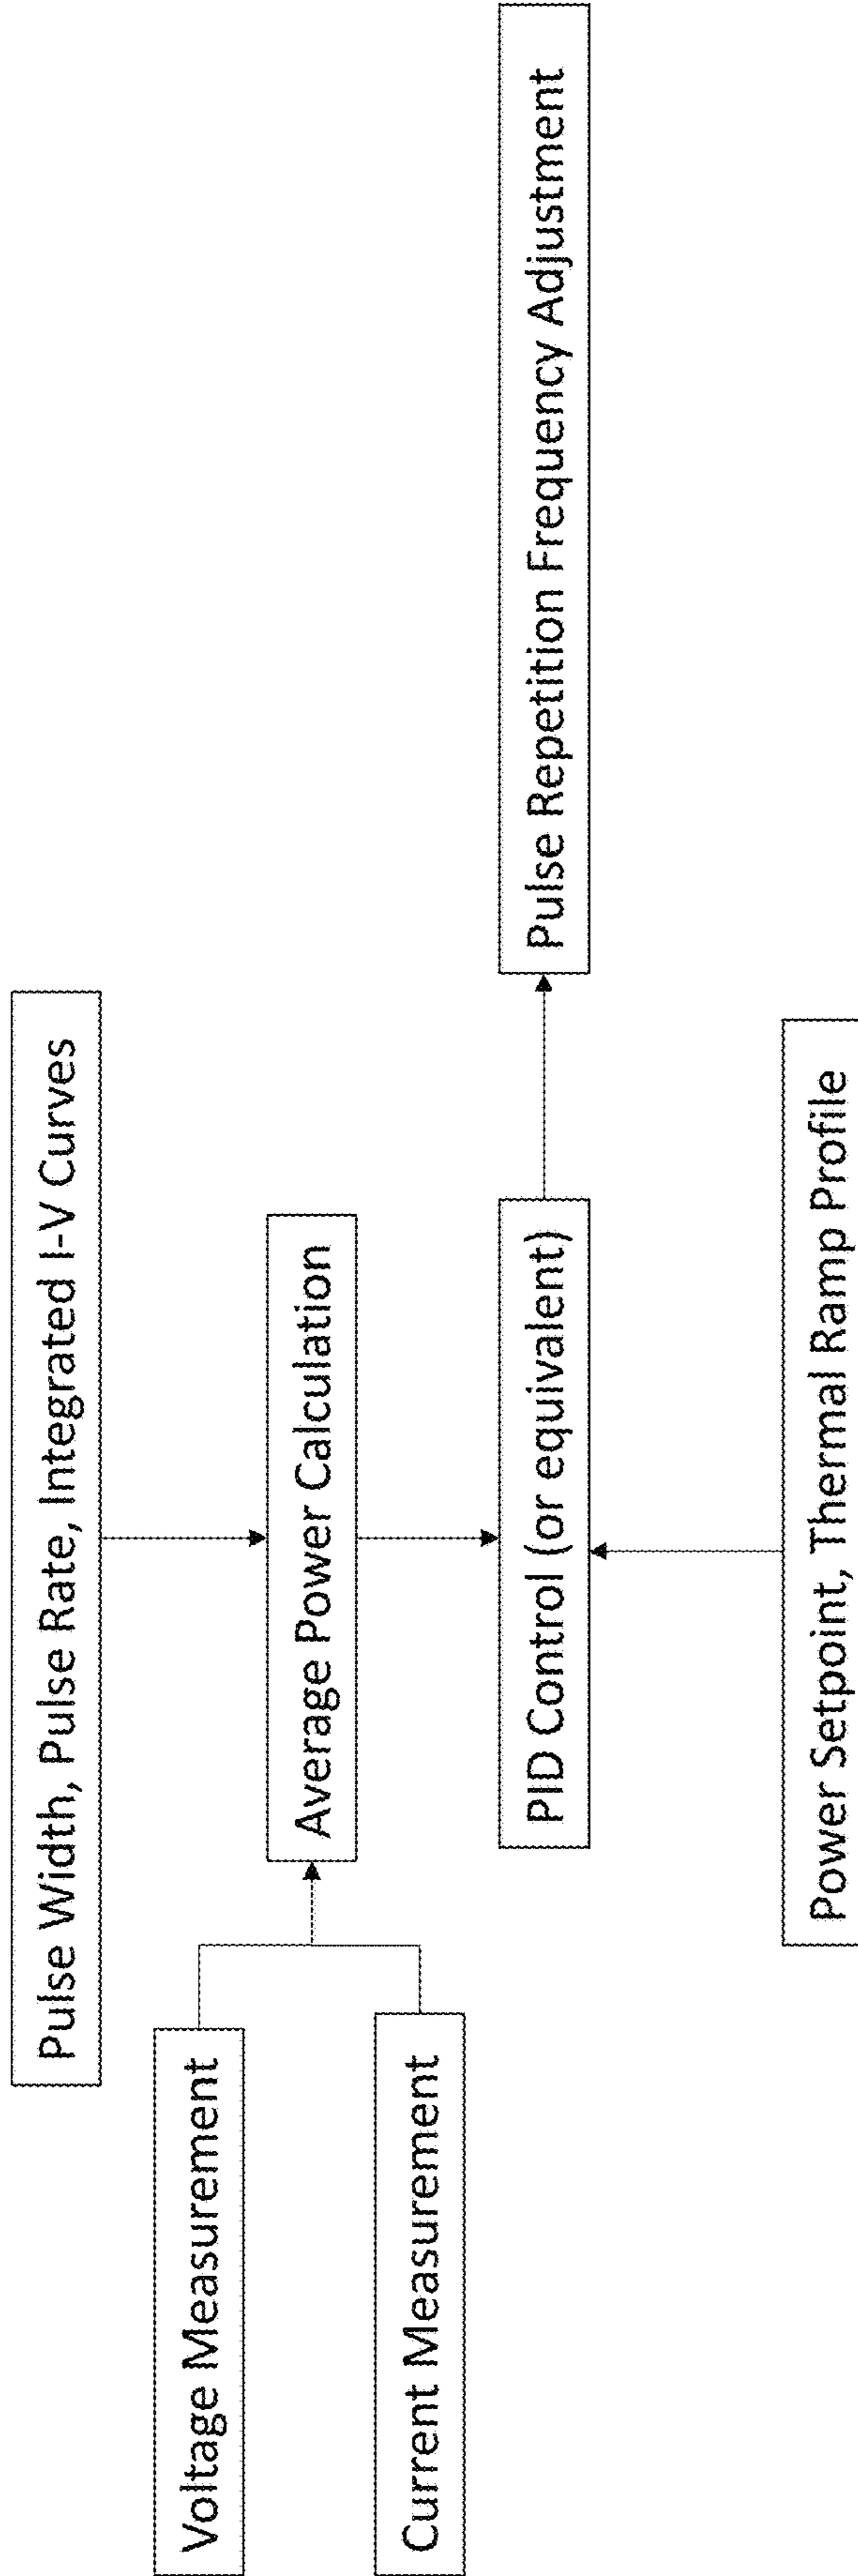 Pulse Width, Pulse Rate, Integrated I-V Curves
Voltage Measurement
Average Power Calculation
Current Measurement
PID Control (or equivalent)
Pulse Repetition Frequency Adjustment
Power Setpoint, Thermal Ramp Profile